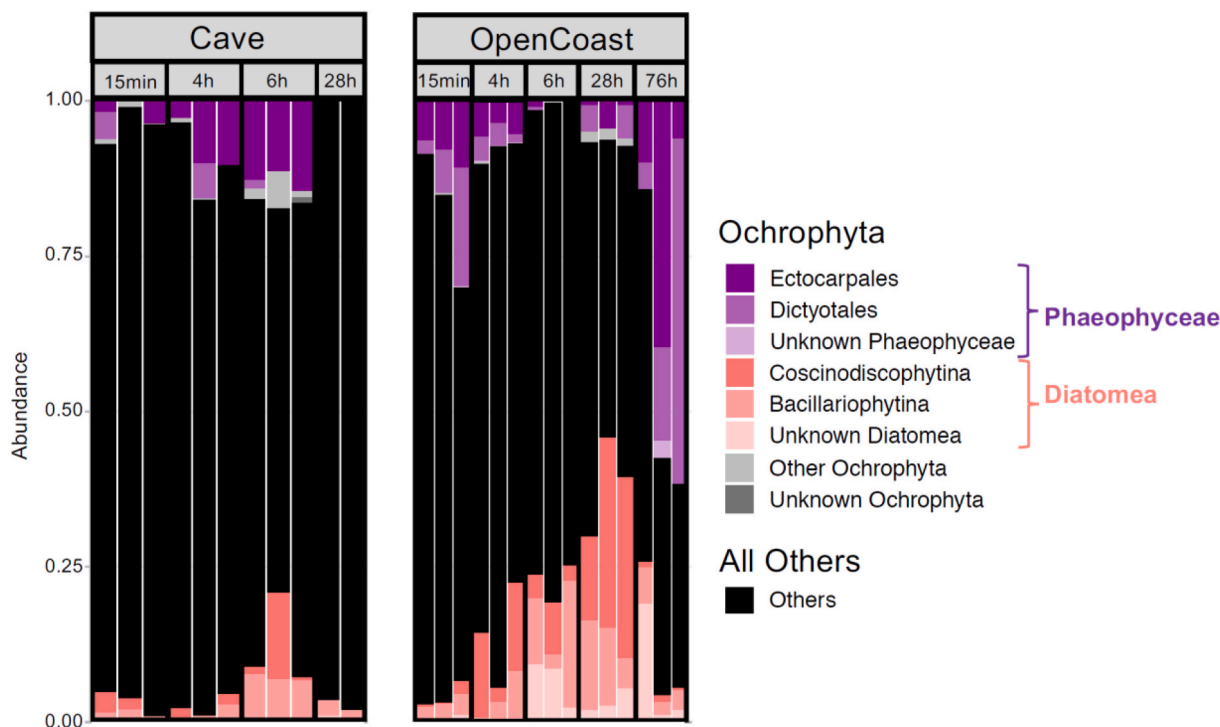 Cave
OpenCoast
15min 4h 6h 28h
15min 4h 6h 28h 76h
1.00
0.75
0.50
0.25
0.00
Abundance
Ochrophyta
Ectocarpales
Dictyotales
Unknown Phaeophyceae
Phaeophyceae
Coscinodiscophytina
Bacillariophytina
Unknown Diatomea
Diatomea
Other Ochrophyta
Unknown Ochrophyta
All Others
Others